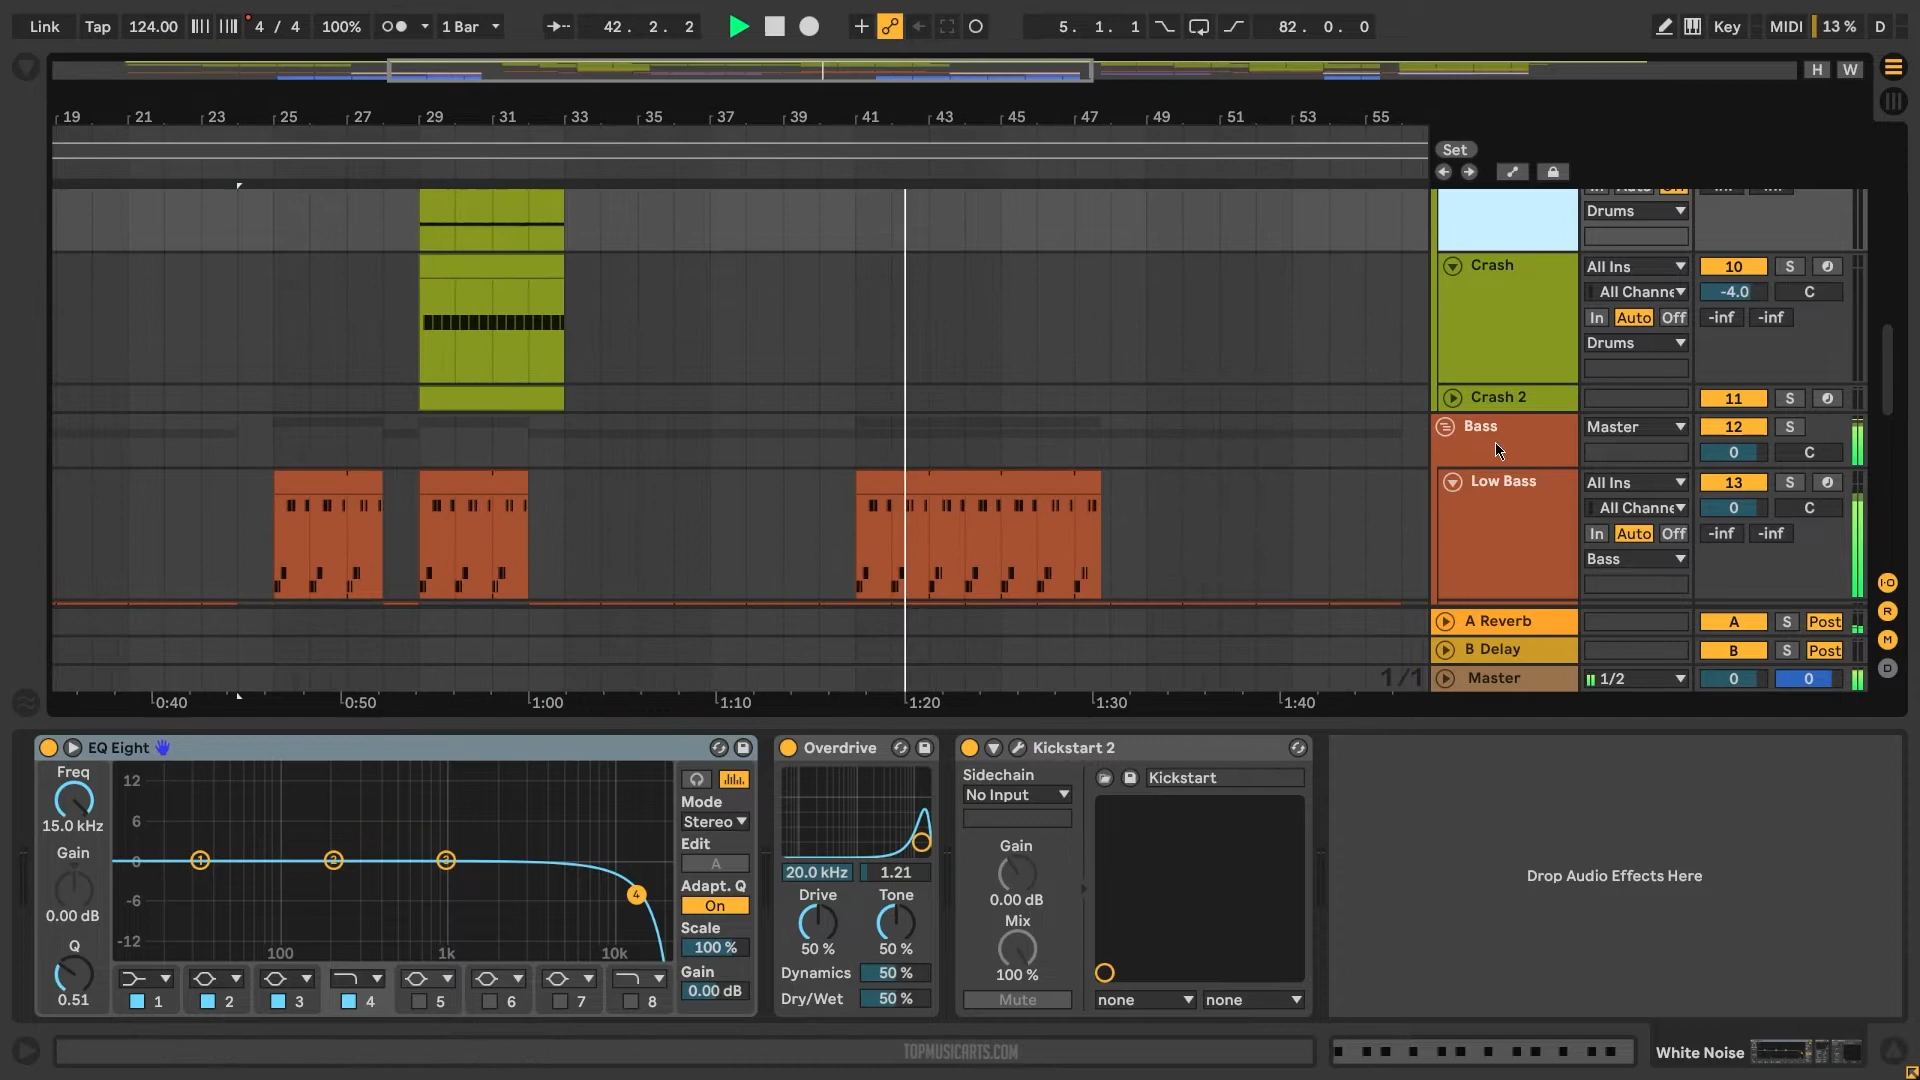 Link Tap 124.00 4 / 4 100% 1 Bar 42. 2. 2 5. 1. 1 82. 0. 0 Key MIDI 13 % D
H W
19 21 23 25 27 29 31 33 35 37 39 41 43 45 47 49 51 53 55
Set
Drums
Crash All Ins 10 S
All Channe -4.0 C
In Auto Off -inf -inf
Drums
Crash 2 11 S
Bass Master 12 S
0 C
Low Bass All Ins 13 S
All Channe 0 C
In Auto Off -inf -inf
Bass
I·O
R
M
D
A Reverb A S Post
B Delay B S Post
1/1 Master 1/2 0 0
0:40 0:50 1:00 1:10 1:20 1:30 1:40
EQ Eight
Freq
15.0 kHz
Gain
0.00 dB
Q
0.51
12
6
0
-6
-12
1 2 3 4
100 1k 10k
1 2 3 4 5 6 7 8
Mode
Stereo
Edit
A
Adapt. Q
On
Scale
100 %
Gain
0.00 dB
Overdrive
20.0 kHz 1.21
Drive Tone
50 % 50 %
Dynamics 50 %
Dry/Wet 50 %
Kickstart 2
Sidechain
No Input
Gain
0.00 dB
Mix
100 %
Mute
Kickstart
none none
Drop Audio Effects Here
TOPMUSICARTS.COM
White Noise